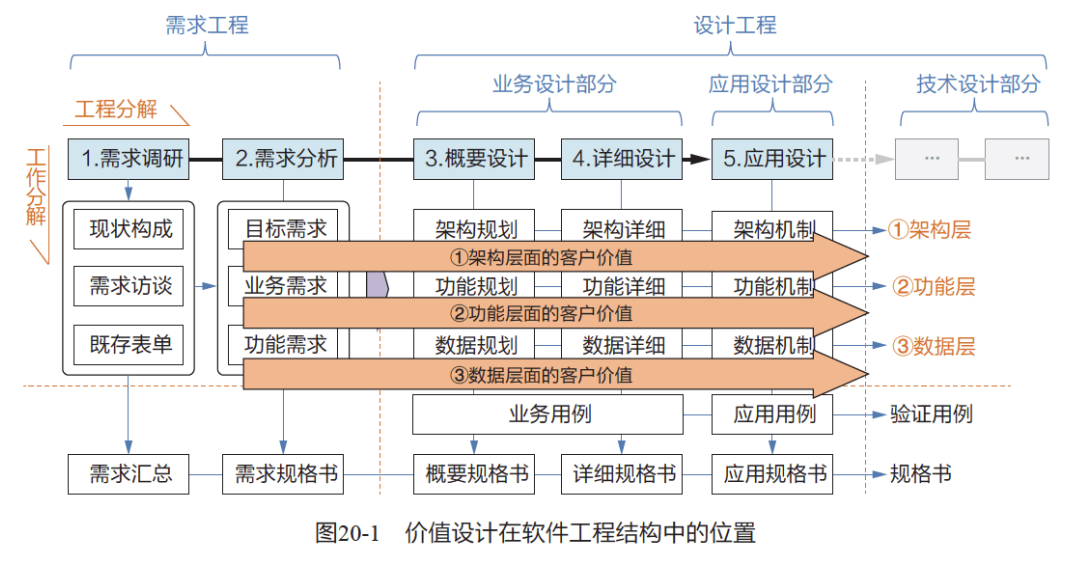 需求工程
设计工程
业务设计部分
应用设计部分
技术设计部分
工程分解
工作分解
1.需求调研
2.需求分析
3.概要设计
4.详细设计
5.应用设计
...
...
现状构成
目标需求
架构规划
架构详细
架构机制
①架构层
①架构层面的客户价值
需求访谈
业务需求
功能规划
功能详细
功能机制
②功能层
②功能层面的客户价值
既存表单
功能需求
数据规划
数据详细
数据机制
③数据层
③数据层面的客户价值
业务用例
应用用例
验证用例
需求汇总
需求规格书
概要规格书
详细规格书
应用规格书
规格书
图20-1 价值设计在软件工程结构中的位置